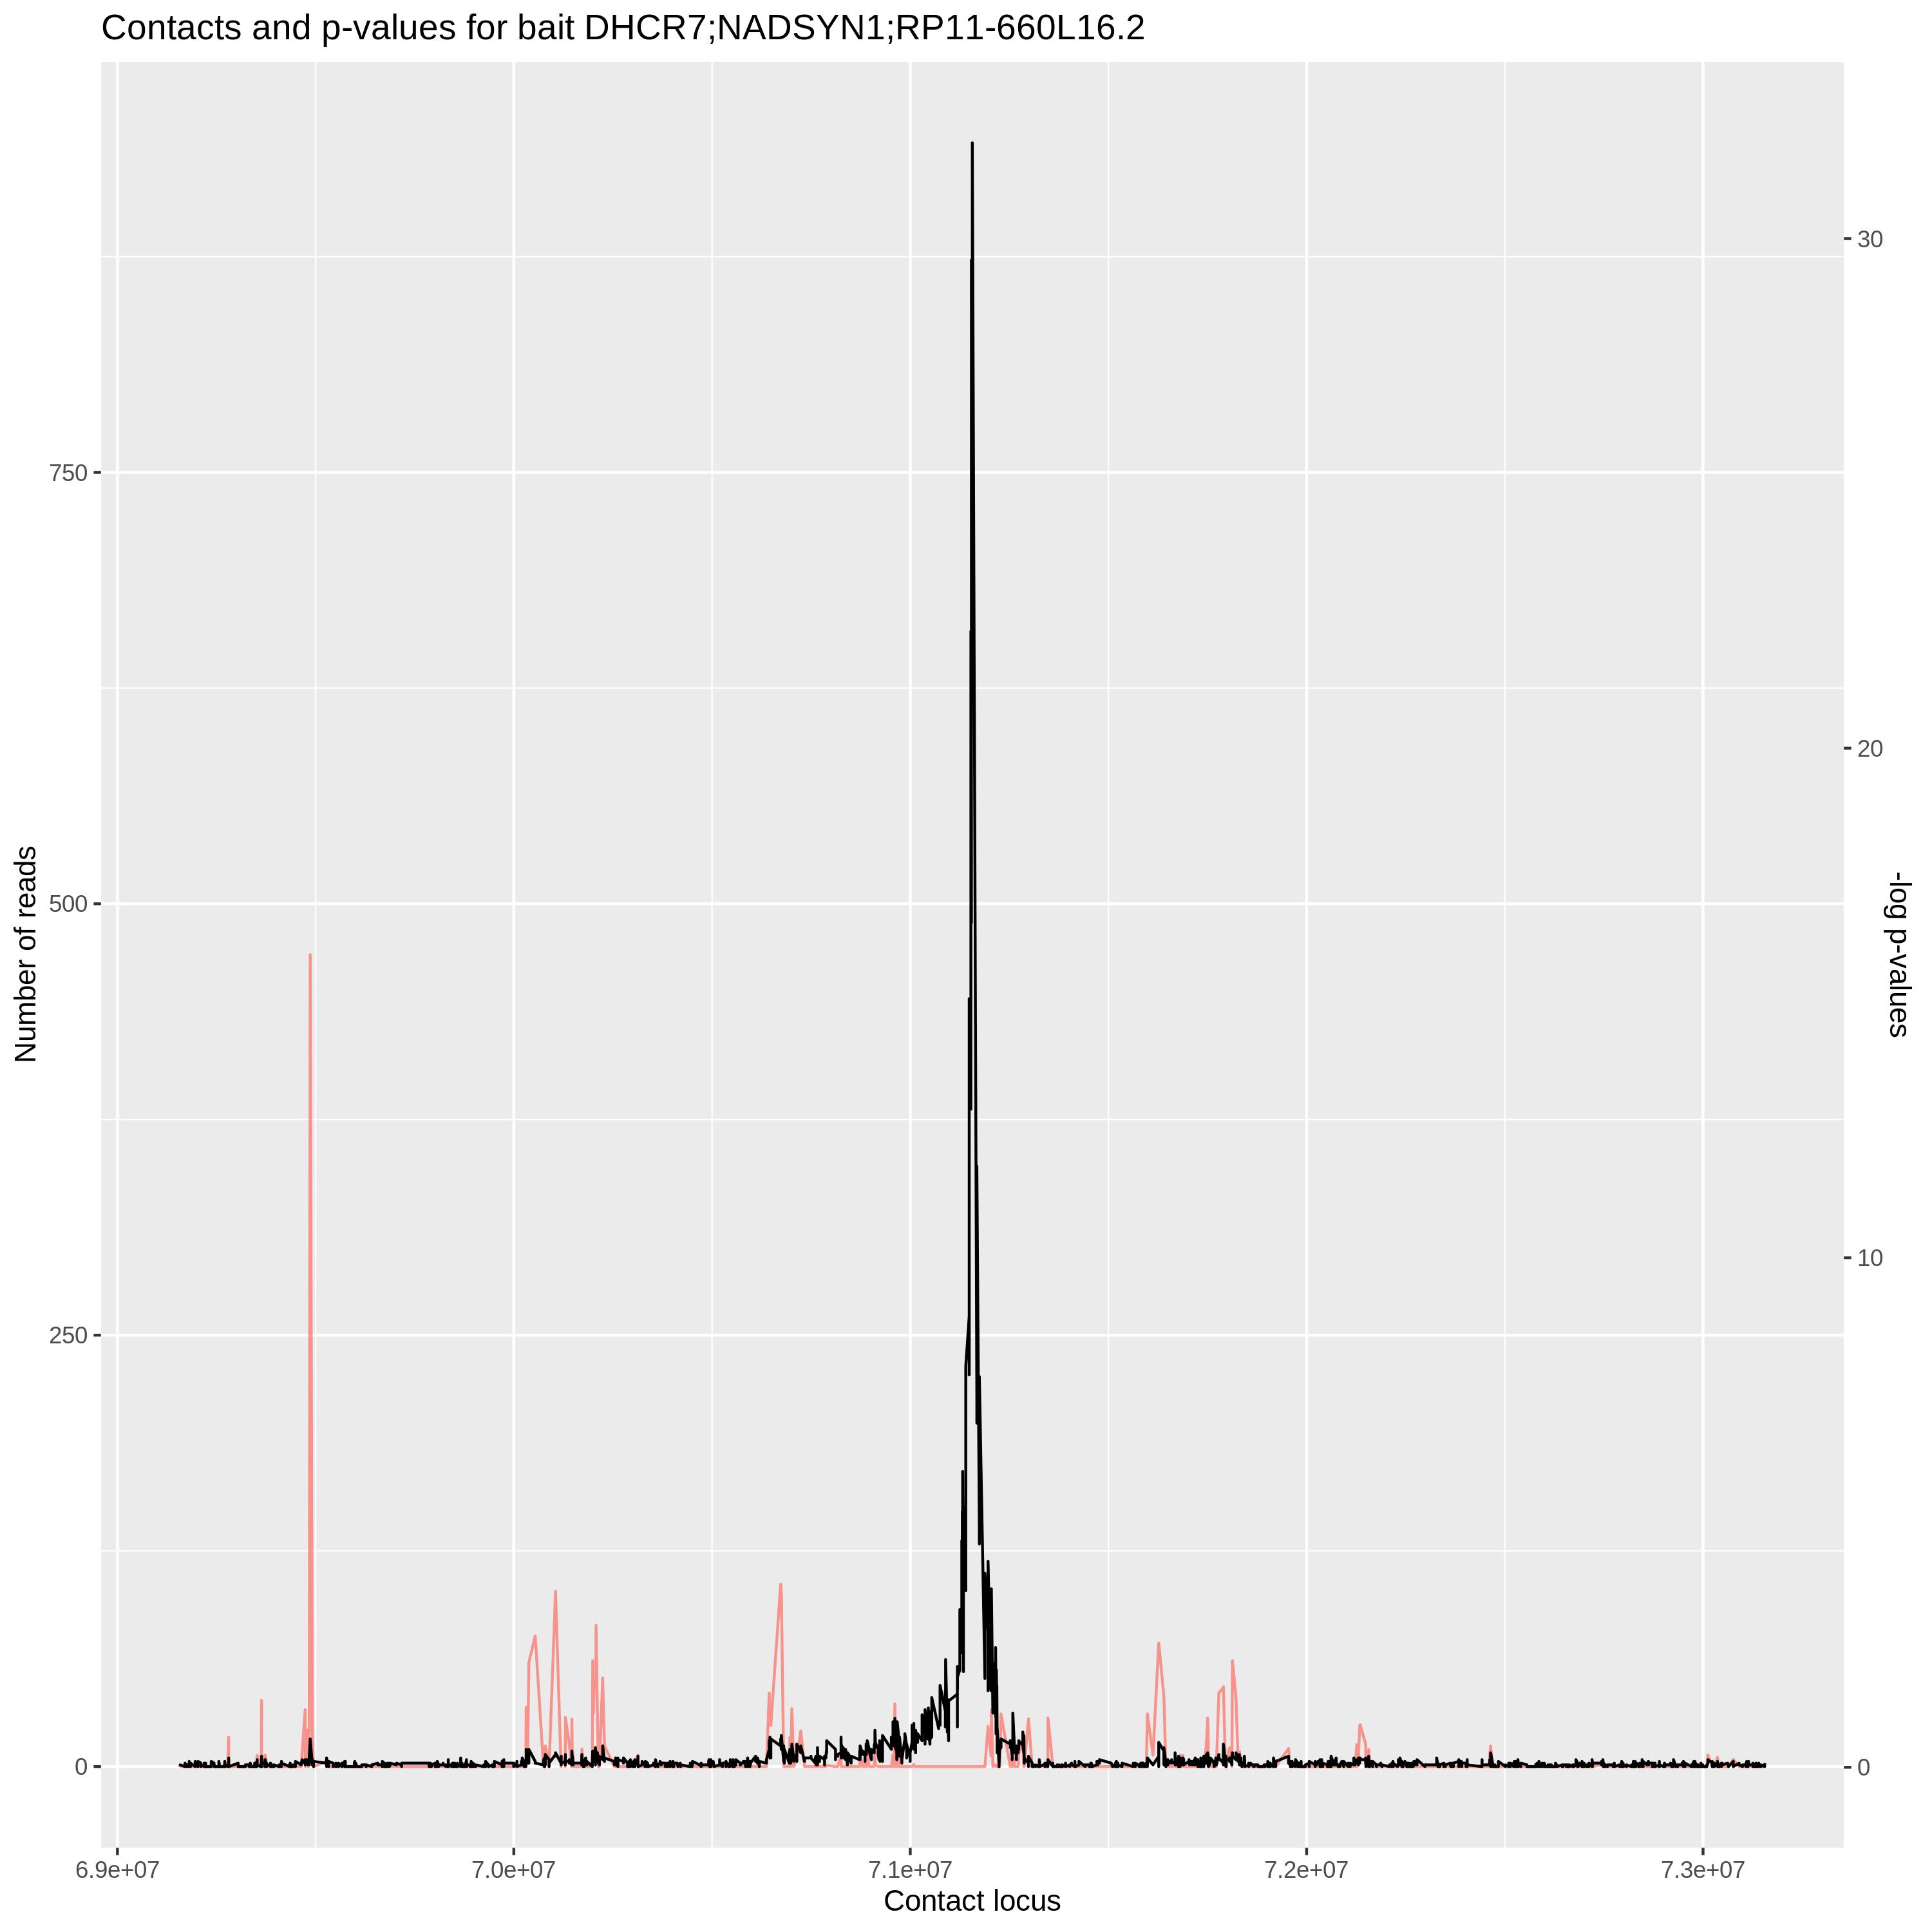 Contacts and p-values for bait DHCR7;NADSYN1;RP11-660L16.2
Number of reads
750
500
250
0
30
20
10
0
-log p-values
6.9e+07 7.0e+07 7.1e+07 7.2e+07 7.3e+07
Contact locus